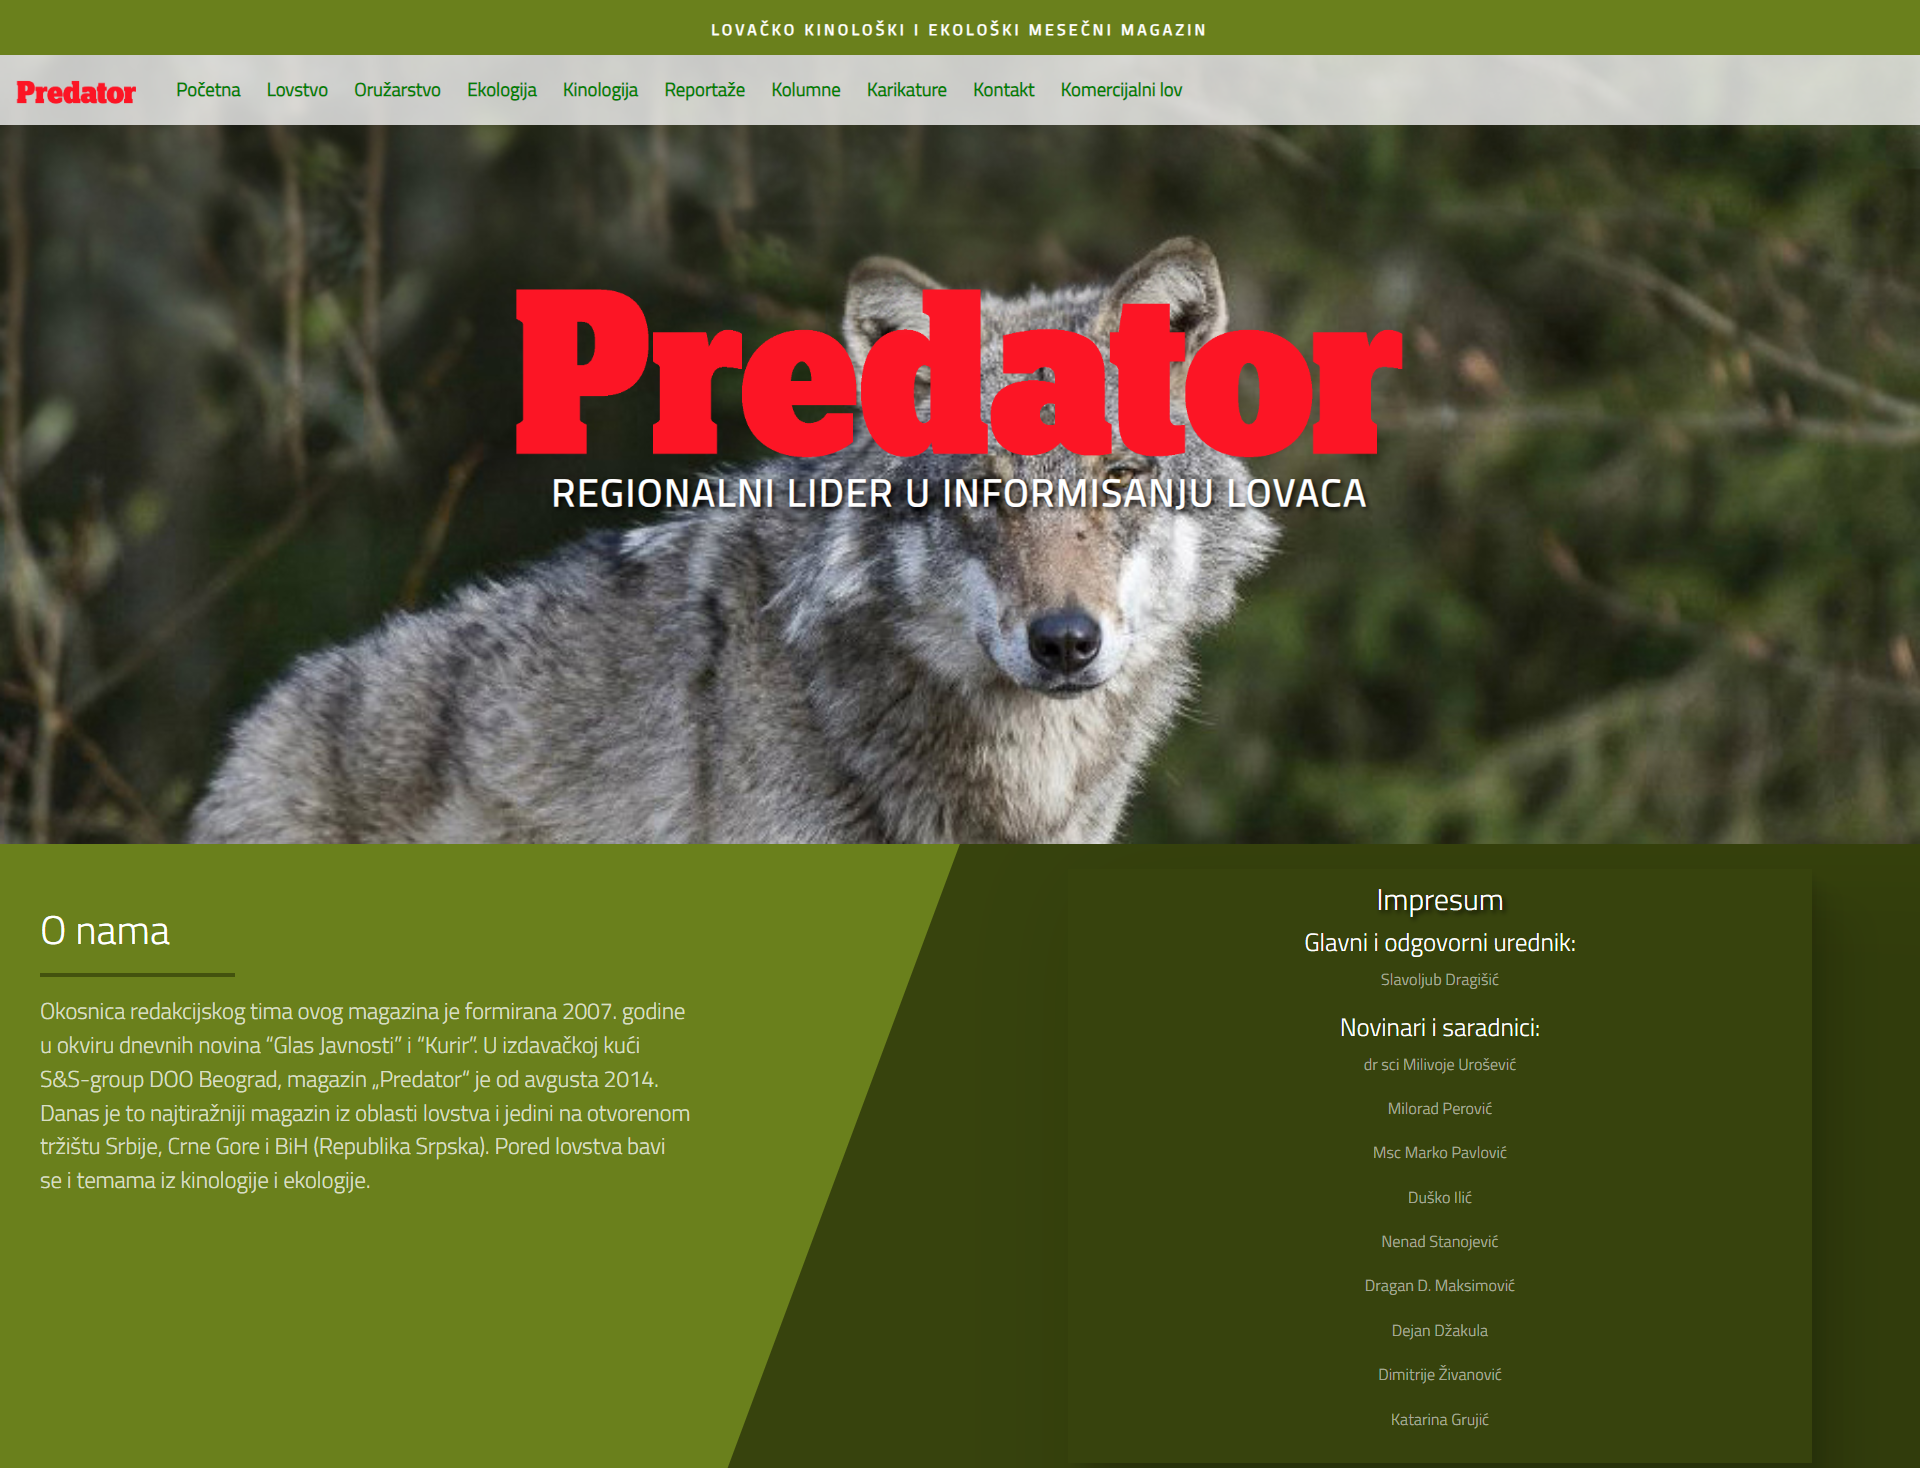 LOVAČKO KINOLOŠKI I EKOLOŠKI MESEČNI MAGAZIN
Predator Početna Lovstvo Oružarstvo Ekologija Kinologija Reportaže Kolumne Karikature Kontakt Komercijalni lov
Predator
REGIONALNI LIDER U INFORMISANJU LOVACA
O nama
Okosnica redakcijskog tima ovog magazina je formirana 2007. godine
u okviru dnevnih novina “Glas Javnosti” i “Kurir”. U izdavačkoj kući
S&S-group DOO Beograd, magazin „Predator“ je od avgusta 2014.
Danas je to najtiražniji magazin iz oblasti lovstva i jedini na otvorenom
tržištu Srbije, Crne Gore i BiH (Republika Srpska). Pored lovstva bavi
se i temama iz kinologije i ekologije.
Impresum
Glavni i odgovorni urednik:
Slavoljub Dragišić
Novinari i saradnici:
dr sci Milivoje Urošević
Milorad Perović
Msc Marko Pavlović
Duško Ilić
Nenad Stanojević
Dragan D. Maksimović
Dejan Džakula
Dimitrije Živanović
Katarina Grujić